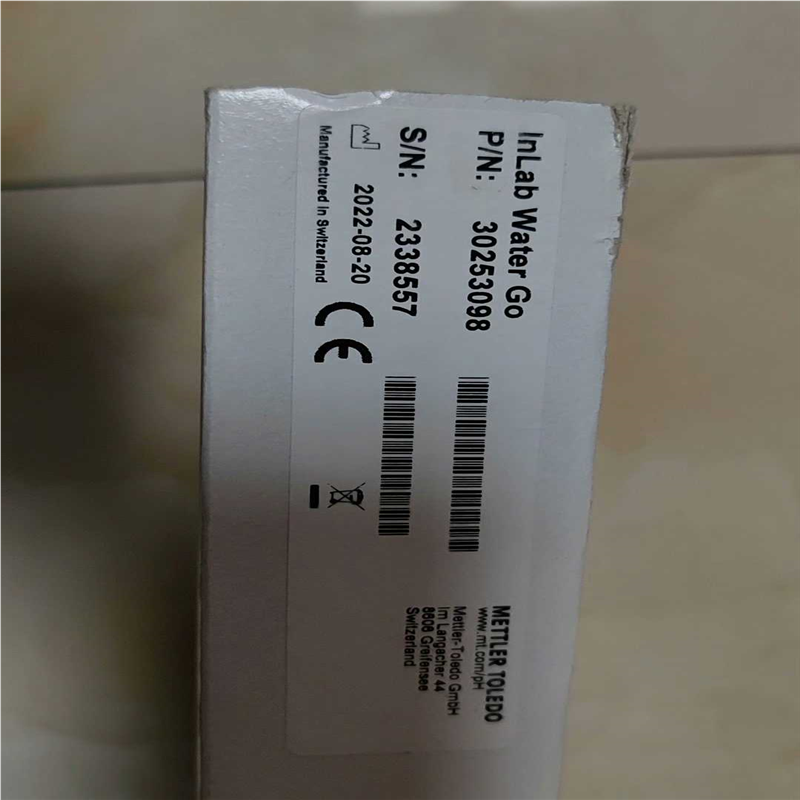 InLab Water Go
P/N: 30253098
S/N: 2338557
2022-08-20
Manufactured in Switzerland
CE
METTLER TOLEDO
www.mt.com/pH
Mettler-Toledo GmbH
Im Langacher 44
8606 Greifensee
Switzerland